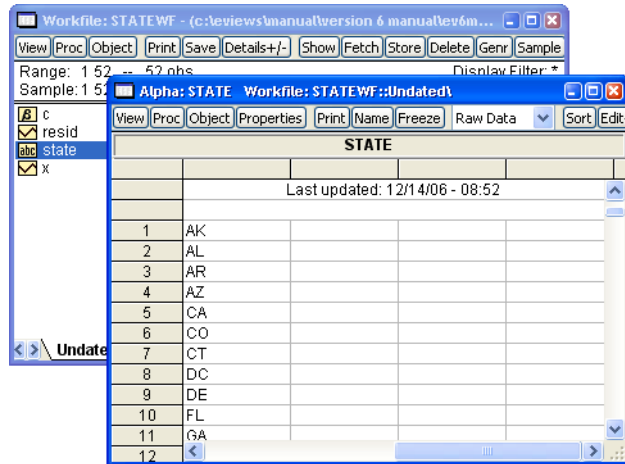 Workfile: STATEWF - (c:\eviews\manual\version 6 manual\ev6m...
View Proc Object Print Save Details+/- Show Fetch Store Delete Genr Sample
Range: 1 52 -- 52 obs Display Filter: *
Sample: 1 52
c
resid
abc state
x
Undate
Alpha: STATE Workfile: STATEWF::Undated\
View Proc Object Properties Print Name Freeze Raw Data Sort Edit
STATE
Last updated: 12/14/06 - 08:52
1 AK
2 AL
3 AR
4 AZ
5 CA
6 CO
7 CT
8 DC
9 DE
10 FL
11 GA
12